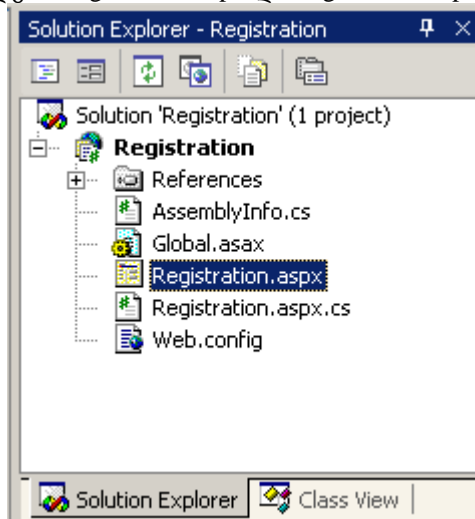 Solution Explorer - Registration
Solution 'Registration' (1 project)
Registration
References
AssemblyInfo.cs
Global.asax
Registration.aspx
Registration.aspx.cs
Web.config
Solution Explorer Class View